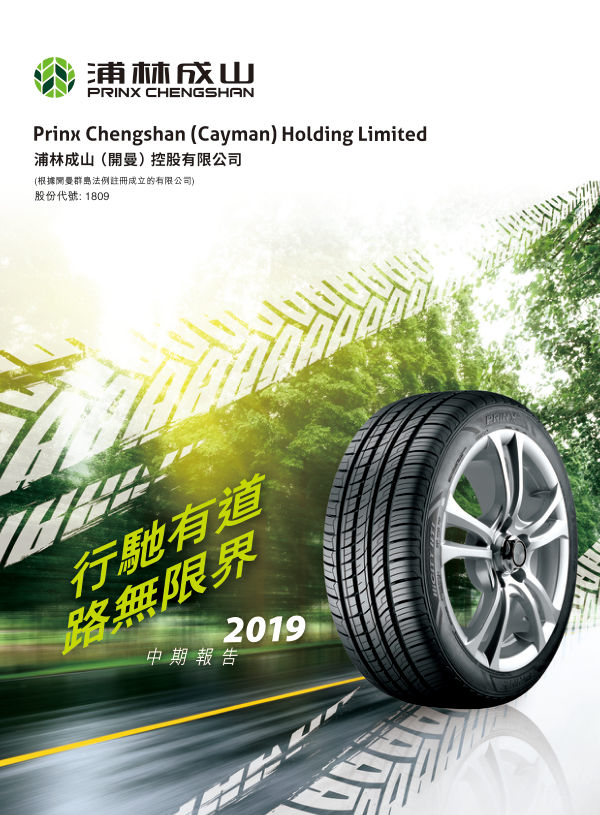 浦林成山
PRINX CHENGSHAN
Prinx Chengshan (Cayman) Holding Limited
浦林成山（開曼）控股有限公司
(根據開曼群島法例註冊成立的有限公司)
股份代號: 1809
PRINX
行馳有道
路無限界
2019
中期報告